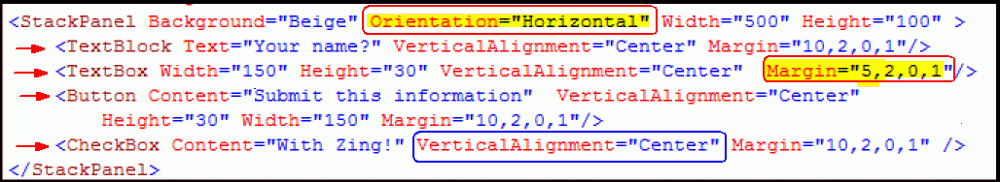 <StackPanel Background="Beige" Orientation="Horizontal" Width="500" Height="100" >
<TextBlock Text="Your name?" VerticalAlignment="Center" Margin="10,2,0,1"/>
<TextBox Width="150" Height="30" VerticalAlignment="Center" Margin="5,2,0,1"/>
<Button Content="Submit this information" VerticalAlignment="Center"
Height="30" Width="150" Margin="10,2,0,1"/>
<CheckBox Content="With Zing!" VerticalAlignment="Center" Margin="10,2,0,1" />
</StackPanel>